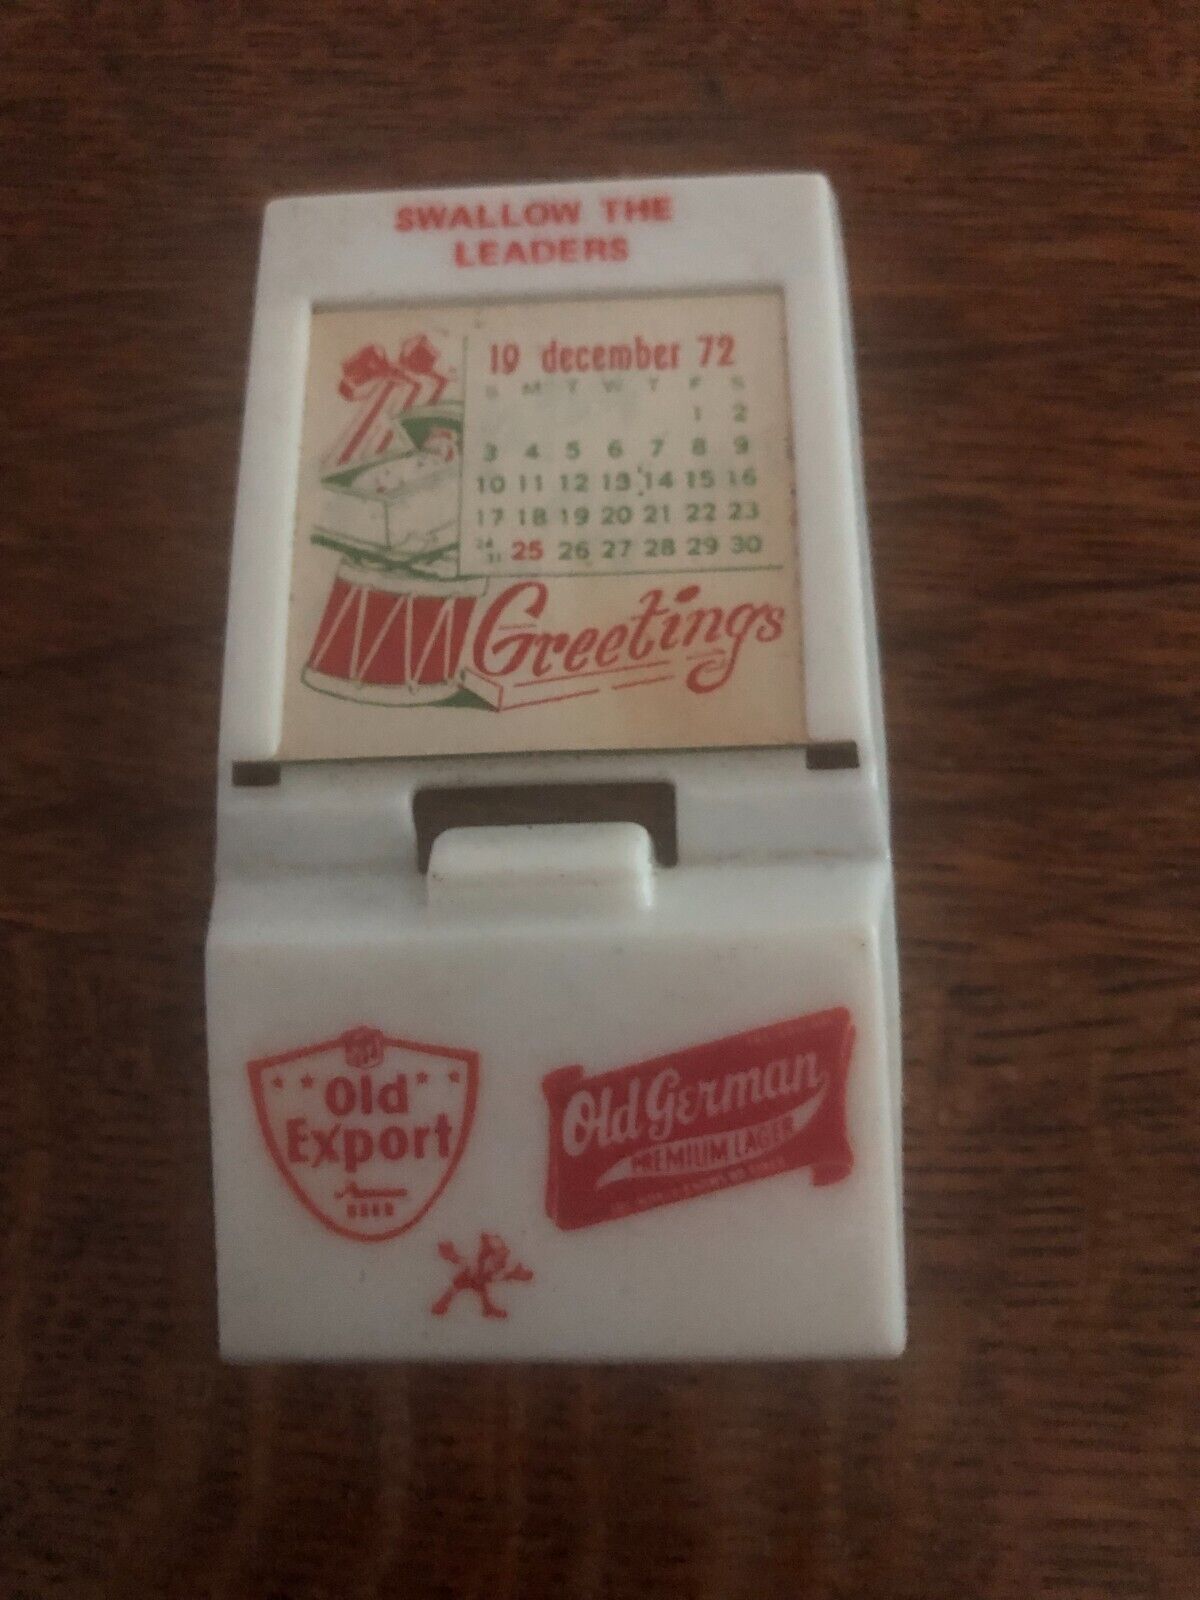 SWALLOW THE
LEADERS
19 december 72
S M T W T F S
1 2
3 4 5 6 7 8 9
10 11 12 13 14 15 16
17 18 19 20 21 22 23
24
31 25 26 27 28 29 30
Greetings
Old
Export
BEER
Old German
PREMIUM LAGER